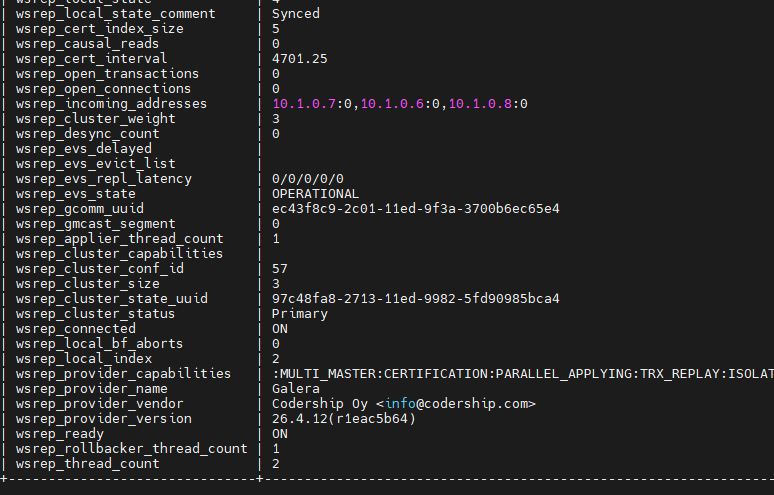 | wsrep_local_state | 4
| wsrep_local_state_comment | Synced
| wsrep_cert_index_size | 5
| wsrep_causal_reads | 0
| wsrep_cert_interval | 4701.25
| wsrep_open_transactions | 0
| wsrep_open_connections | 0
| wsrep_incoming_addresses | 10.1.0.7:0,10.1.0.6:0,10.1.0.8:0
| wsrep_cluster_weight | 3
| wsrep_desync_count | 0
| wsrep_evs_delayed |
| wsrep_evs_evict_list |
| wsrep_evs_repl_latency | 0/0/0/0/0
| wsrep_evs_state | OPERATIONAL
| wsrep_gcomm_uuid | ec43f8c9-2c01-11ed-9f3a-3700b6ec65e4
| wsrep_gmcast_segment | 0
| wsrep_applier_thread_count | 1
| wsrep_cluster_capabilities |
| wsrep_cluster_conf_id | 57
| wsrep_cluster_size | 3
| wsrep_cluster_state_uuid | 97c48fa8-2713-11ed-9982-5fd90985bca4
| wsrep_cluster_status | Primary
| wsrep_connected | ON
| wsrep_local_bf_aborts | 0
| wsrep_local_index | 2
| wsrep_provider_capabilities | :MULTI_MASTER:CERTIFICATION:PARALLEL_APPLYING:TRX_REPLAY:ISOLAT
| wsrep_provider_name | Galera
| wsrep_provider_vendor | Codership Oy <info@codership.com>
| wsrep_provider_version | 26.4.12(r1eac5b64)
| wsrep_ready | ON
| wsrep_rollbacker_thread_count | 1
| wsrep_thread_count | 2